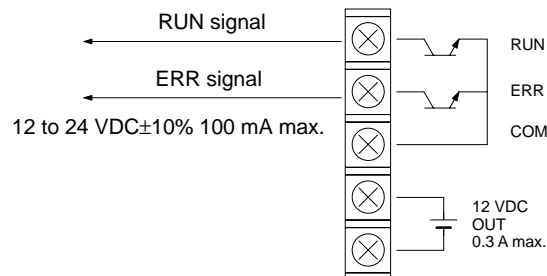 RUN signal
RUN
ERR signal
ERR
12 to 24 VDC±10% 100 mA max.
COM
12 VDC
OUT
0.3 A max.